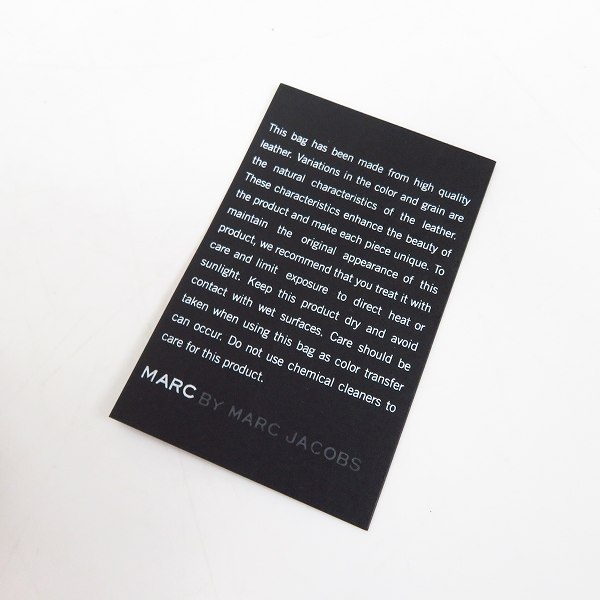 This bag has been made from high quality
leather. Variations in the color and grain are
the natural characteristics of the leather.
These characteristics enhance the beauty of
the product and make each piece unique. To
maintain the original appearance of this
product, we recommend that you treat it with
care and limit exposure to direct heat or
sunlight. Keep this product dry and avoid
contact with wet surfaces. Care should be
taken when using this bag as color transfer
can occur. Do not use chemical cleaners to
care for this product.
MARC BY MARC JACOBS